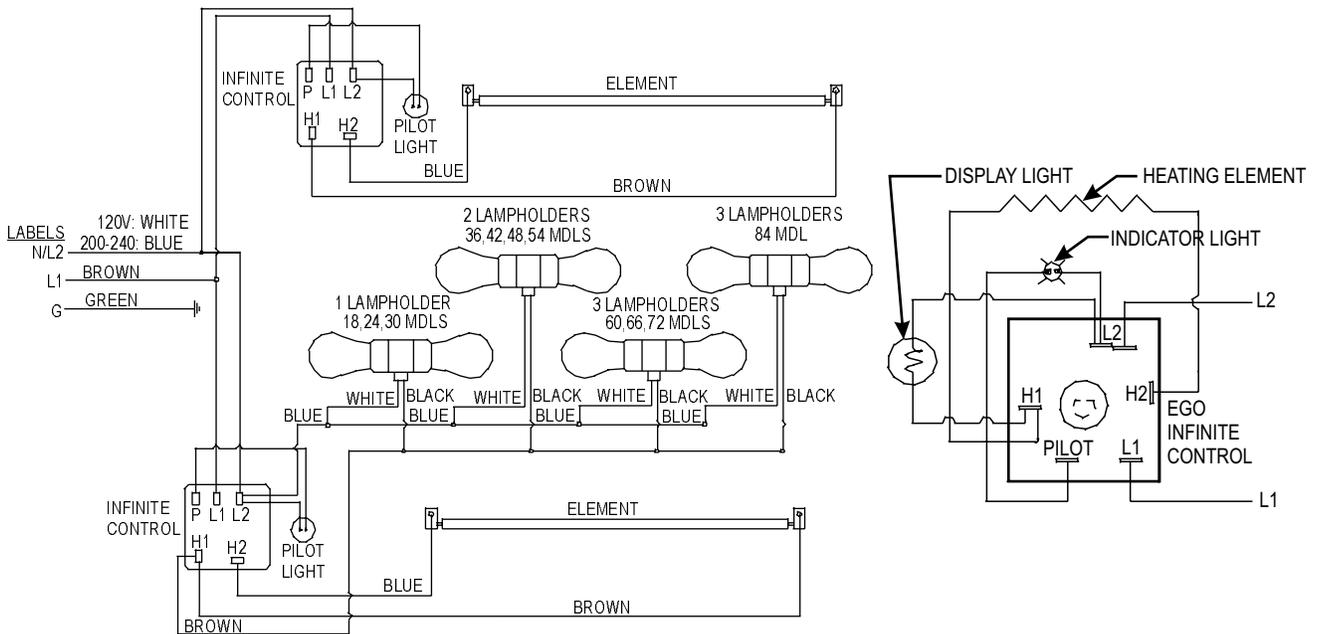 INFINITE
CONTROL
P L1 L2
H1 H2
PILOT
LIGHT
ELEMENT
BLUE
BROWN
LABELS
120V: WHITE
200-240: BLUE
N/L2
L1 BROWN
G GREEN
2 LAMPHOLDERS
36,42,48,54 MDLS
3 LAMPHOLDERS
84 MDL
1 LAMPHOLDER
18,24,30 MDLS
3 LAMPHOLDERS
60,66,72 MDLS
WHITE BLACK WHITE BLACK WHITE BLACK WHITE BLACK
BLUE BLUE BLUE BLUE
INFINITE
CONTROL
P L1 L2
H1 H2
PILOT
LIGHT
ELEMENT
BLUE
BROWN
BROWN
DISPLAY LIGHT
HEATING ELEMENT
INDICATOR LIGHT
L2
L2
H1
H2
EGO
INFINITE
CONTROL
PILOT
L1
L1